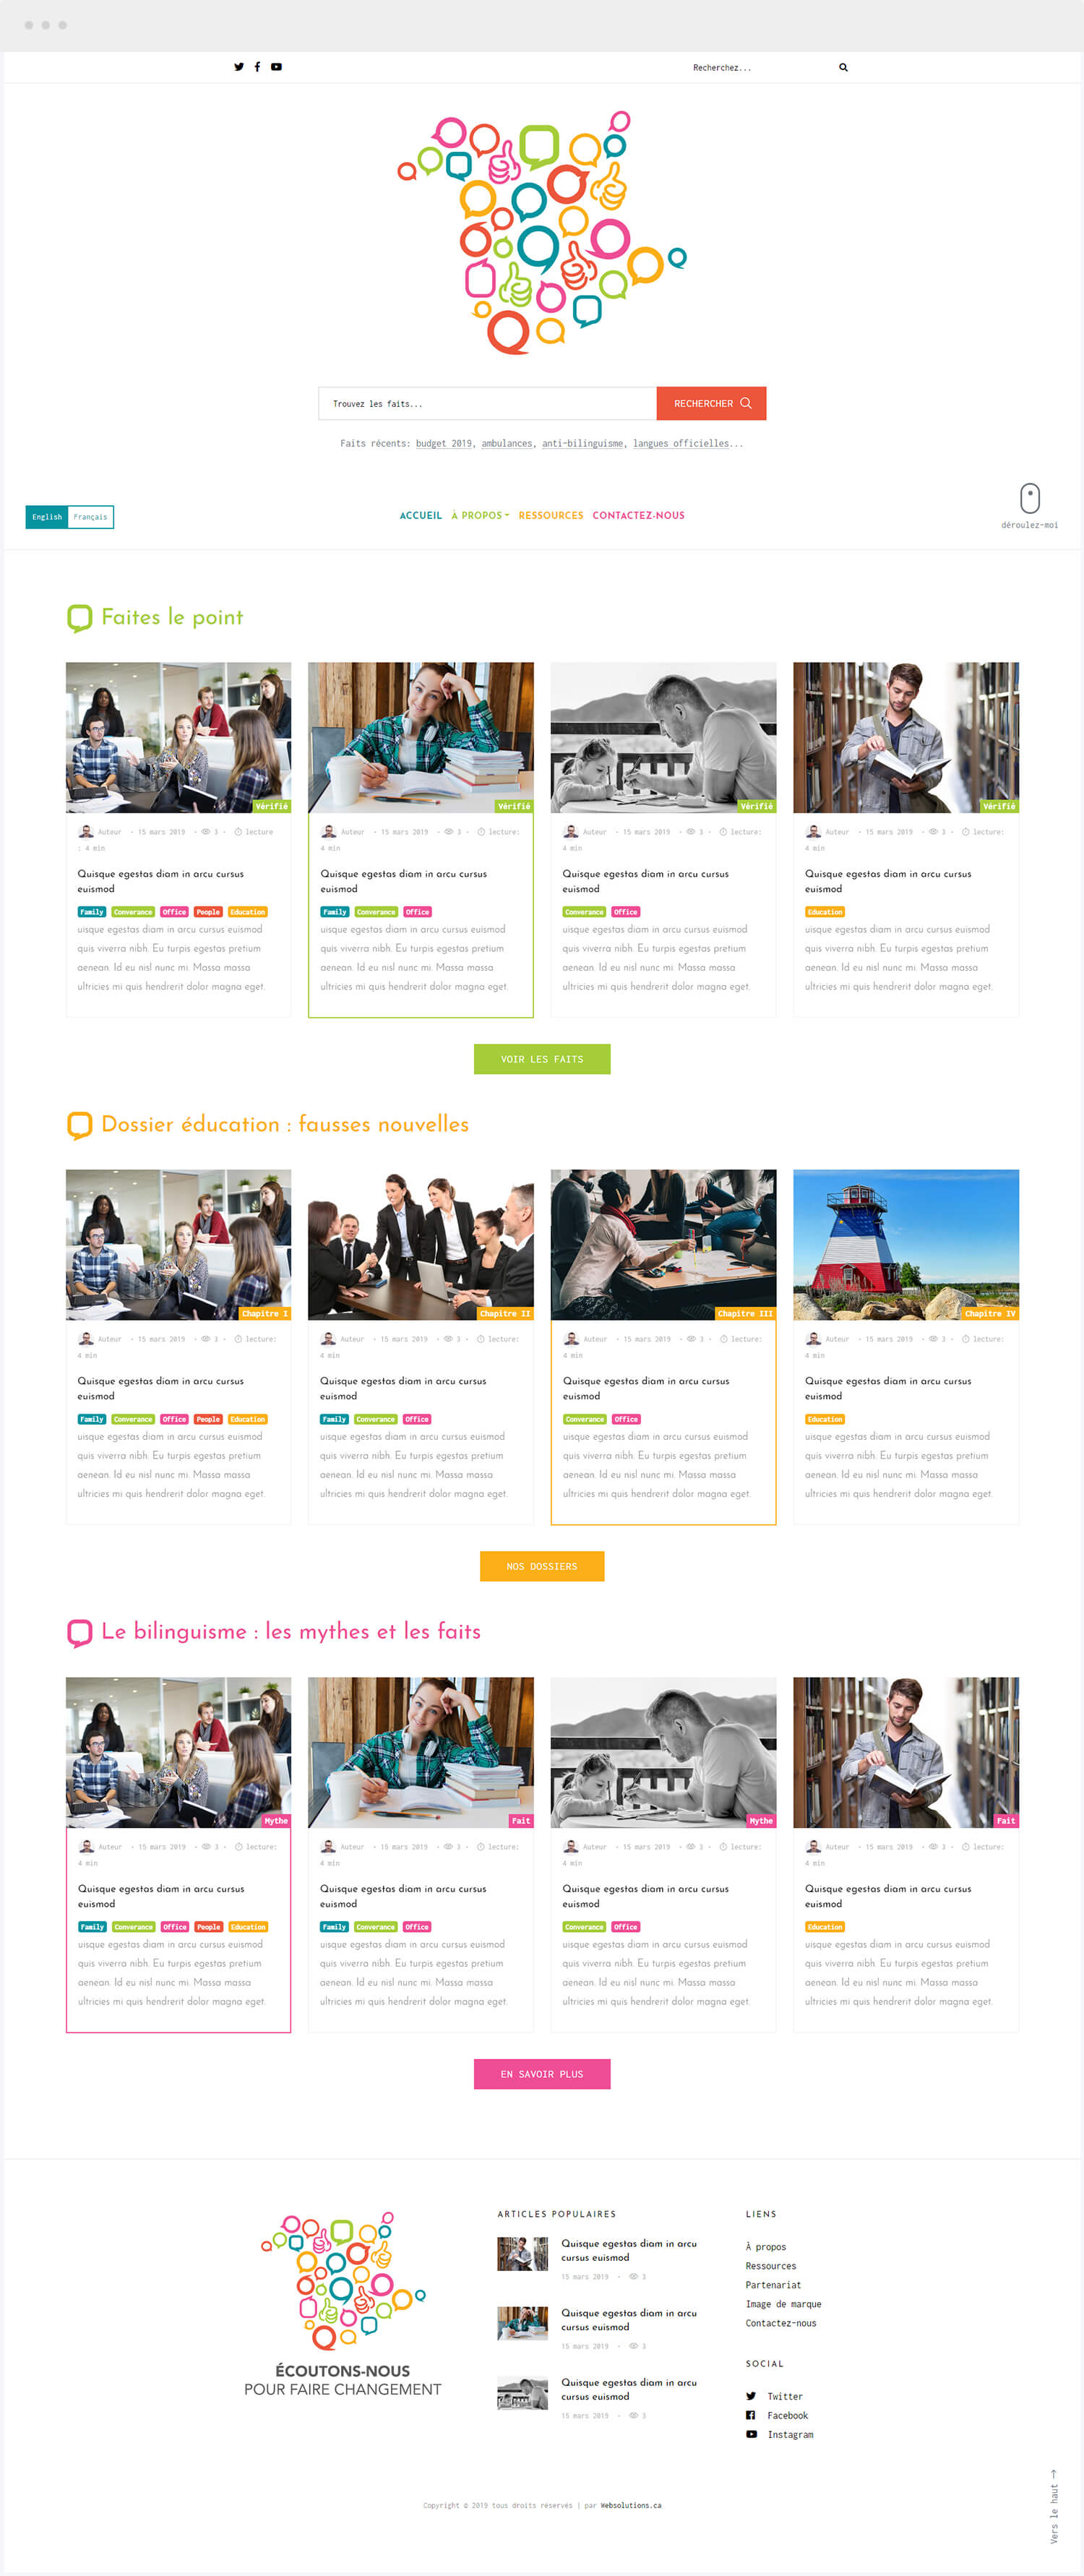 Recherchez...
Trouvez les faits...
RECHERCHER
Faits récents: budget 2019, ambulances, anti-bilinguisme, langues officielles...
English Français
ACCUEIL À PROPOS RESSOURCES CONTACTEZ-NOUS
déroulez-moi
Faites le point
Vérifié
Auteur - 15 mars 2019 - 3 - lecture
: 4 min
Quisque egestas diam in arcu cursus
euismod
Family Converance Office People Education
uisque egestas diam in arcu cursus euismod
quis viverra nibh. Eu turpis egestas pretium
aenean. Id eu nisl nunc mi. Massa massa
ultricies mi quis hendrerit dolor magna eget.
Vérifié
Auteur - 15 mars 2019 - 3 - lecture:
4 min
Quisque egestas diam in arcu cursus
euismod
Family Converance Office
uisque egestas diam in arcu cursus euismod
quis viverra nibh. Eu turpis egestas pretium
aenean. Id eu nisl nunc mi. Massa massa
ultricies mi quis hendrerit dolor magna eget.
Vérifié
Auteur - 15 mars 2019 - 3 - lecture:
4 min
Quisque egestas diam in arcu cursus
euismod
Converance Office
uisque egestas diam in arcu cursus euismod
quis viverra nibh. Eu turpis egestas pretium
aenean. Id eu nisl nunc mi. Massa massa
ultricies mi quis hendrerit dolor magna eget.
Vérifié
Auteur - 15 mars 2019 - 3 - lecture:
4 min
Quisque egestas diam in arcu cursus
euismod
Education
uisque egestas diam in arcu cursus euismod
quis viverra nibh. Eu turpis egestas pretium
aenean. Id eu nisl nunc mi. Massa massa
ultricies mi quis hendrerit dolor magna eget.
VOIR LES FAITS
Dossier éducation : fausses nouvelles
Chapitre I
Auteur - 15 mars 2019 - 3 - lecture:
4 min
Quisque egestas diam in arcu cursus
euismod
Family Converance Office People Education
uisque egestas diam in arcu cursus euismod
quis viverra nibh. Eu turpis egestas pretium
aenean. Id eu nisl nunc mi. Massa massa
ultricies mi quis hendrerit dolor magna eget.
Chapitre II
Auteur - 15 mars 2019 - 3 - lecture:
4 min
Quisque egestas diam in arcu cursus
euismod
Family Converance Office
uisque egestas diam in arcu cursus euismod
quis viverra nibh. Eu turpis egestas pretium
aenean. Id eu nisl nunc mi. Massa massa
ultricies mi quis hendrerit dolor magna eget.
Chapitre III
Auteur - 15 mars 2019 - 3 - lecture:
4 min
Quisque egestas diam in arcu cursus
euismod
Converance Office
uisque egestas diam in arcu cursus euismod
quis viverra nibh. Eu turpis egestas pretium
aenean. Id eu nisl nunc mi. Massa massa
ultricies mi quis hendrerit dolor magna eget.
Chapitre IV
Auteur - 15 mars 2019 - 3 - lecture:
4 min
Quisque egestas diam in arcu cursus
euismod
Education
uisque egestas diam in arcu cursus euismod
quis viverra nibh. Eu turpis egestas pretium
aenean. Id eu nisl nunc mi. Massa massa
ultricies mi quis hendrerit dolor magna eget.
NOS DOSSIERS
Le bilinguisme : les mythes et les faits
Mythe
Auteur - 15 mars 2019 - 3 - lecture:
4 min
Quisque egestas diam in arcu cursus
euismod
Family Converance Office People Education
uisque egestas diam in arcu cursus euismod
quis viverra nibh. Eu turpis egestas pretium
aenean. Id eu nisl nunc mi. Massa massa
ultricies mi quis hendrerit dolor magna eget.
Fait
Auteur - 15 mars 2019 - 3 - lecture:
4 min
Quisque egestas diam in arcu cursus
euismod
Family Converance Office
uisque egestas diam in arcu cursus euismod
quis viverra nibh. Eu turpis egestas pretium
aenean. Id eu nisl nunc mi. Massa massa
ultricies mi quis hendrerit dolor magna eget.
Mythe
Auteur - 15 mars 2019 - 3 - lecture:
4 min
Quisque egestas diam in arcu cursus
euismod
Converance Office
uisque egestas diam in arcu cursus euismod
quis viverra nibh. Eu turpis egestas pretium
aenean. Id eu nisl nunc mi. Massa massa
ultricies mi quis hendrerit dolor magna eget.
Fait
Auteur - 15 mars 2019 - 3 - lecture:
4 min
Quisque egestas diam in arcu cursus
euismod
Education
uisque egestas diam in arcu cursus euismod
quis viverra nibh. Eu turpis egestas pretium
aenean. Id eu nisl nunc mi. Massa massa
ultricies mi quis hendrerit dolor magna eget.
EN SAVOIR PLUS
ÉCOUTONS-NOUS
POUR FAIRE CHANGEMENT
ARTICLES POPULAIRES
Quisque egestas diam in arcu
cursus euismod
15 mars 2019 - 3
Quisque egestas diam in arcu
cursus euismod
15 mars 2019 - 3
Quisque egestas diam in arcu
cursus euismod
15 mars 2019 - 3
LIENS
À propos
Ressources
Partenariat
Image de marque
Contactez-nous
SOCIAL
Twitter
Facebook
Instagram
Vers le haut →
Copyright © 2019 tous droits réservés | par Websolutions.ca